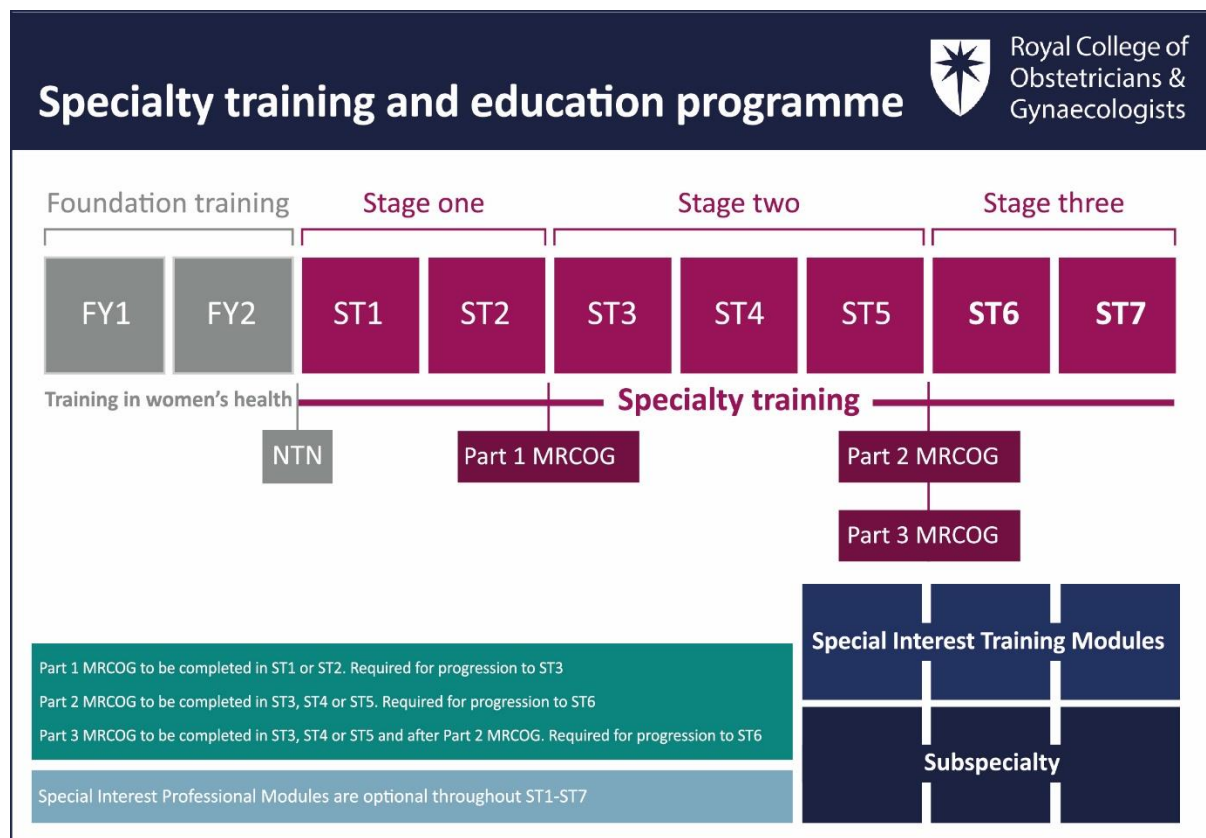 Specialty training and education programme
Royal College of
Obstetricians &
Gynaecologists
Foundation training
Stage one
Stage two
Stage three
FY1
FY2
ST1
ST2
ST3
ST4
ST5
ST6
ST7
Training in women's health
Specialty training
NTN
Part 1 MRCOG
Part 2 MRCOG
Part 3 MRCOG
Special Interest Training Modules
Subspecialty
Part 1 MRCOG to be completed in ST1 or ST2. Required for progression to ST3
Part 2 MRCOG to be completed in ST3, ST4 or ST5. Required for progression to ST6
Part 3 MRCOG to be completed in ST3, ST4 or ST5 and after Part 2 MRCOG. Required for progression to ST6
Special Interest Professional Modules are optional throughout ST1-ST7